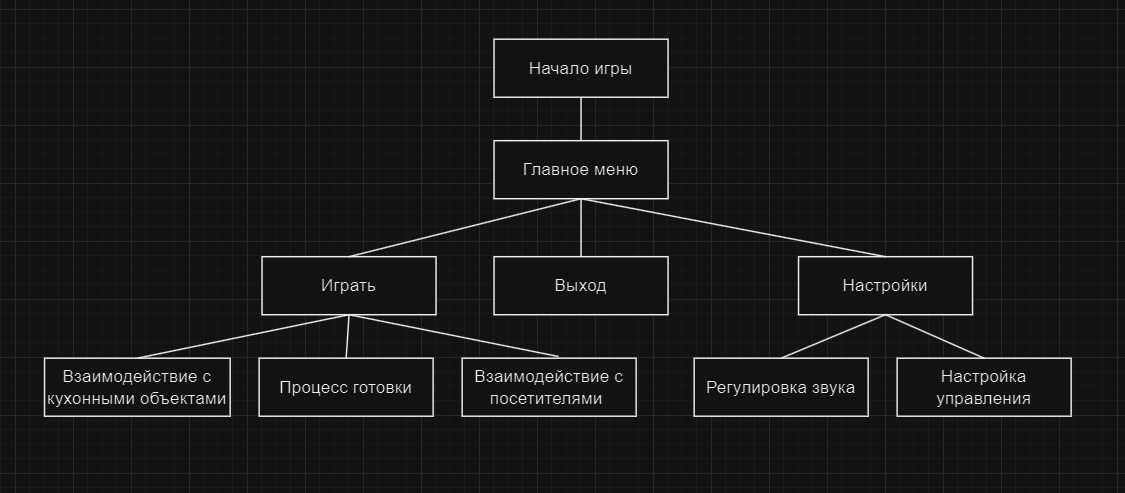 Начало игры
Главное меню
Играть
Выход
Настройки
Взаимодействие с
кухонными объектами
Процесс готовки
Взаимодействие с
посетителями
Регулировка звука
Настройка
управления